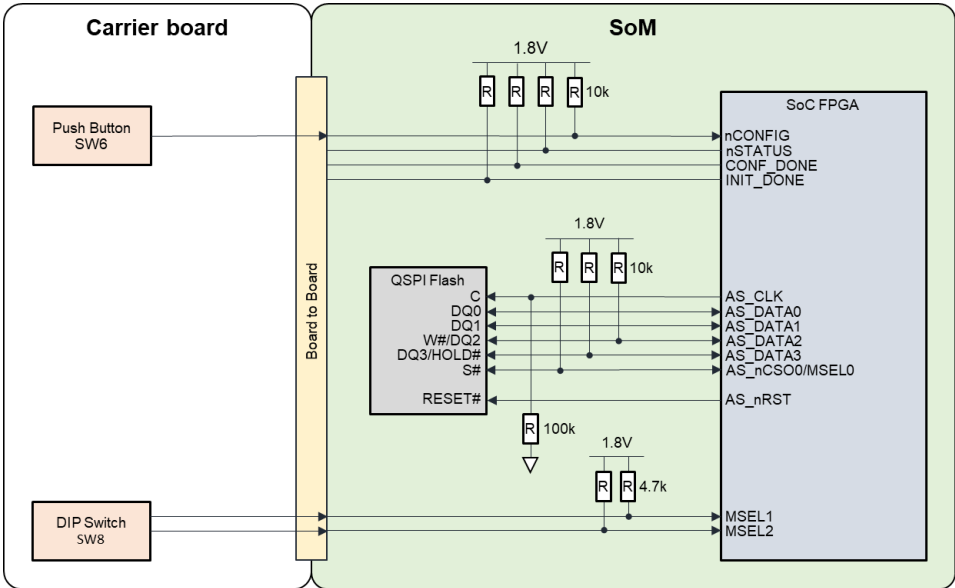 Carrier board
SoM
1.8V
R R R R 10k
Push Button
SW6
SoC FPGA
nCONFIG
nSTATUS
CONF_DONE
INIT_DONE
Board to Board
1.8V
R R R 10k
QSPI Flash
C
DQ0
DQ1
W#/DQ2
DQ3/HOLD#
S#
RESET#
AS_CLK
AS_DATA0
AS_DATA1
AS_DATA2
AS_DATA3
AS_nCSO0/MSEL0
AS_nRST
R 100k
1.8V
R R 4.7k
DIP Switch
SW8
MSEL1
MSEL2